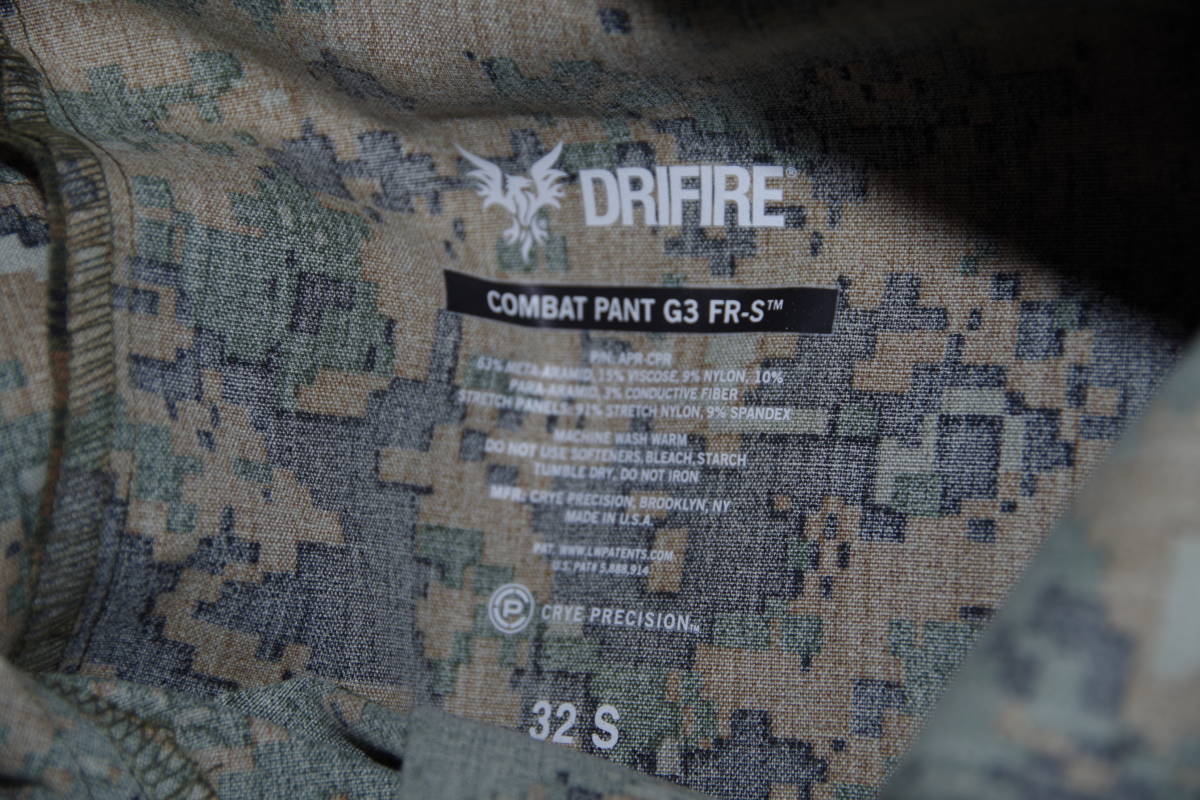 DRIFIRE®
COMBAT PANT G3 FR-S™
P/N: APR-CPR
63% META-ARAMID, 15% VISCOSE, 9% NYLON, 10%
PARA-ARAMID, 3% CONDUCTIVE FIBER
STRETCH PANELS: 91% STRETCH NYLON, 9% SPANDEX
MACHINE WASH WARM
DO NOT USE SOFTENERS, BLEACH, STARCH
TUMBLE DRY, DO NOT IRON
MFR: CRYE PRECISION, BROOKLYN, NY
MADE IN U.S.A.
PAT. WWW.LWPATENTS.COM
U.S. PAT# 5,888,914
CRYE PRECISION™
32 S